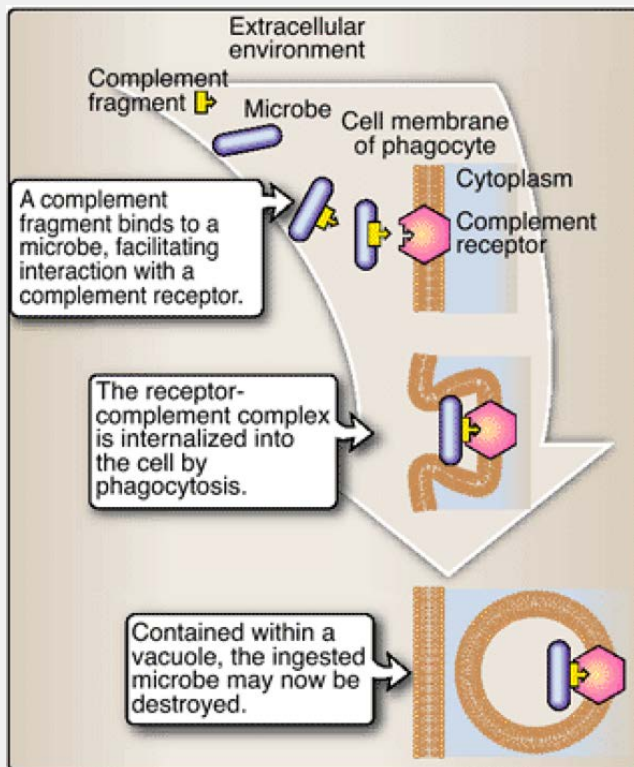 Extracellular
environment
Complement
fragment
Microbe
Cell membrane
of phagocyte
Cytoplasm
Complement
receptor
A complement
fragment binds to a
microbe, facilitating
interaction with a
complement receptor.
The receptor-
complement complex
is internalized into
the cell by
phagocytosis.
Contained within a
vacuole, the ingested
microbe may now be
destroyed.